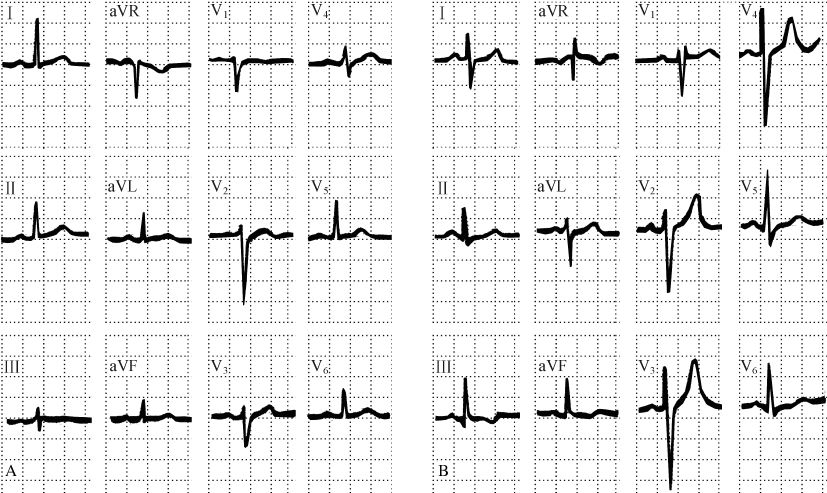 I aVR V₁ V₄ I aVR V₁ V₄
II aVL V₂ V₅ II aVL V₂ V₅
III aVF V₃ V₆ III aVF V₃ V₆
A B